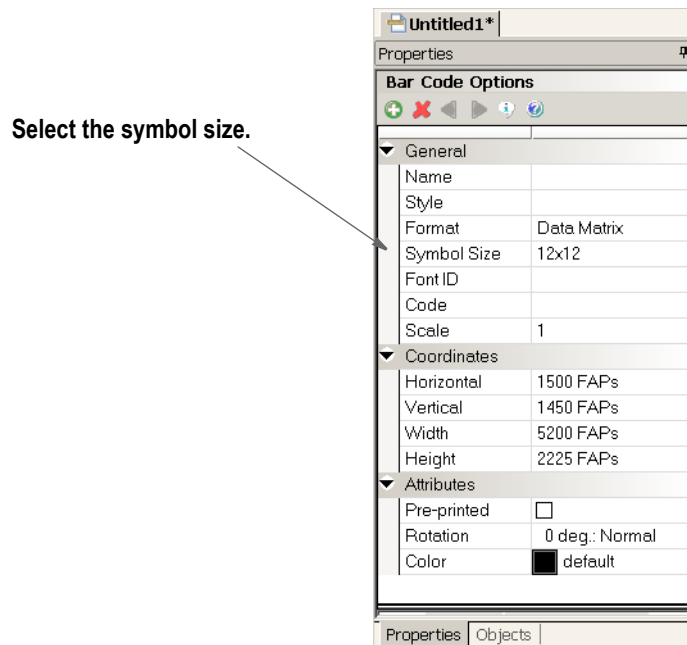 Untitled1*
Properties
Bar Code Options
Select the symbol size.
General
Name
Style
Format Data Matrix
Symbol Size 12x12
Font ID
Code
Scale 1
Coordinates
Horizontal 1500 FAPs
Vertical 1450 FAPs
Width 5200 FAPs
Height 2225 FAPs
Attributes
Pre-printed
Rotation 0 deg.: Normal
Color default
Properties Objects